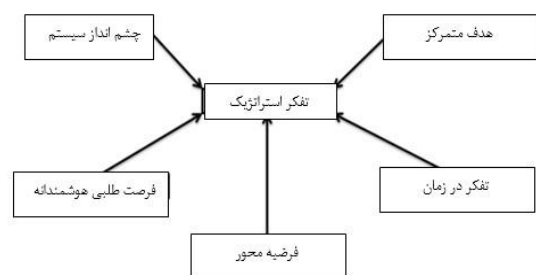 هدف متمرکز
چشم انداز سیستم
تفکر استراتژیک
تفکر در زمان
فرصت طلبی هوشمندانه
فرضیه محور